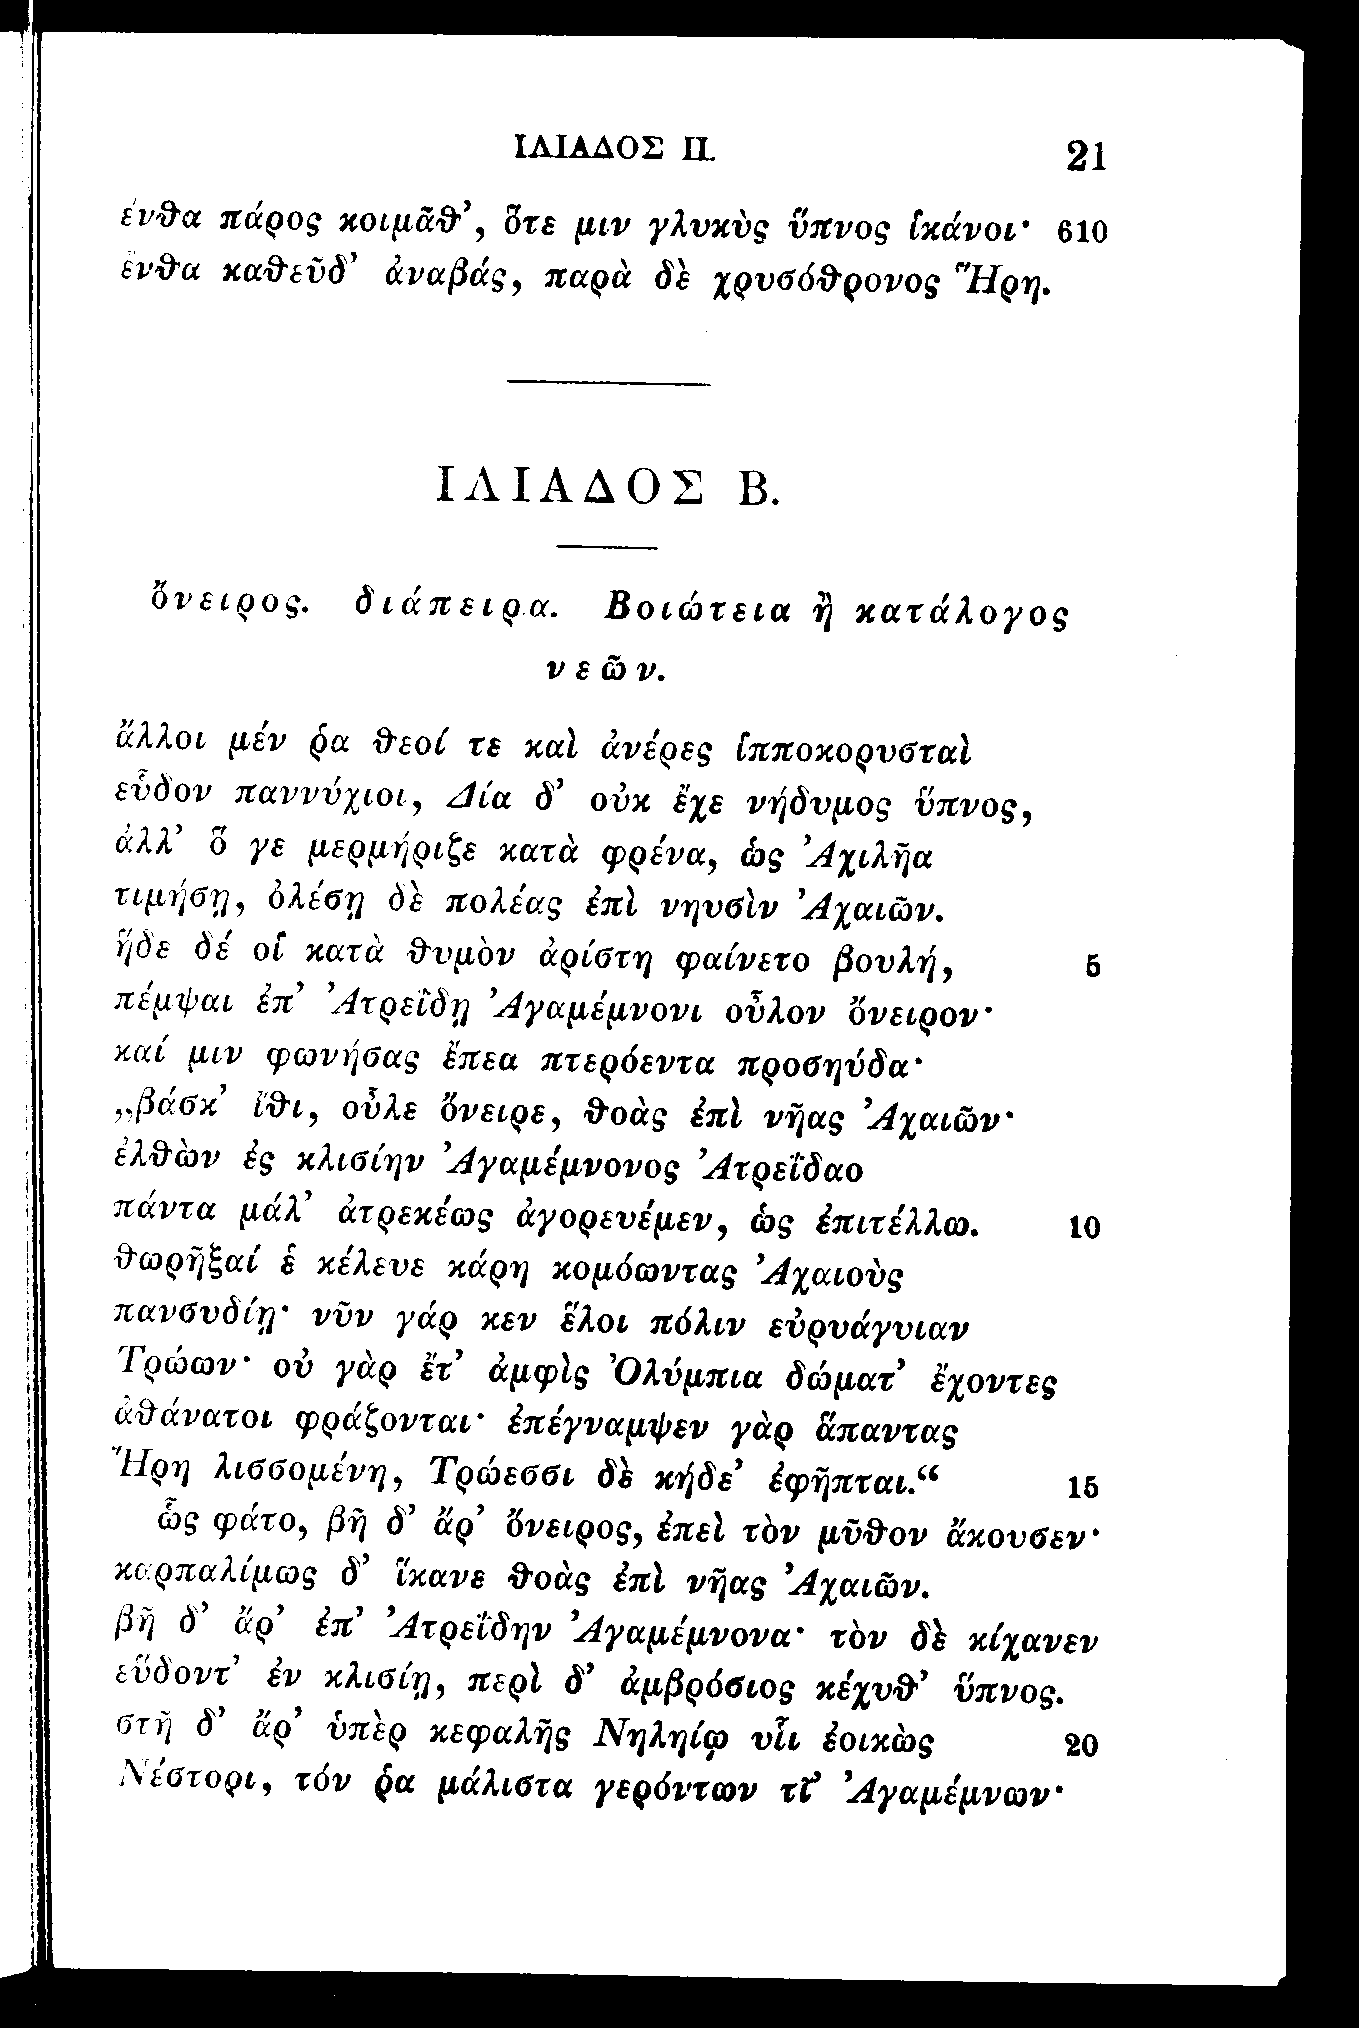 ΙΛΙΑΔΟΣ II. 21
ἔνθα πάρος κοιμᾶθ’, ὅτε μιν γλυκὺς ὕπνος ἱκάνοι· 610
ἔνθα καθεῦδ’ ἀναβάς, παρὰ δὲ χρυσόθρονος Ἥρη.
ΙΛΙΑΔΟΣ Β.
ὄνειρος. διάπειρα. Βοιώτεια ἢ κατάλογος
νεῶν.
ἄλλοι μέν ῥα θεοί τε καὶ ἀνέρες ἱπποκορυσταὶ
εὗδον παννύχιοι, Δία δ’ οὐκ ἔχε νήδυμος ὕπνος,
ἀλλ’ ὅ γε μερμήριζε κατὰ φρένα, ὡς Ἀχιλῆα
τιμήσῃ, ὀλέσῃ δὲ πολέας ἐπὶ νηυσὶν Ἀχαιῶν.
ἥδε δέ οἱ κατὰ θυμὸν ἀρίστη φαίνετο βουλή, 5
πέμψαι ἐπ’ Ἀτρεΐδῃ Ἀγαμέμνονι οὖλον ὄνειρον·
καί μιν φωνήσας ἔπεα πτερόεντα προσηύδα·
„βάσκ’ ἴθι, οὖλε ὄνειρε, θοὰς ἐπὶ νῆας Ἀχαιῶν·
ἐλθὼν ἐς κλισίην Ἀγαμέμνονος Ἀτρεΐδαο
πάντα μάλ’ ἀτρεκέως ἀγορευέμεν, ὡς ἐπιτέλλω. 10
θωρῆξαί ἑ κέλευε κάρη κομόωντας Ἀχαιοὺς
πανσυδίῃ· νῦν γάρ κεν ἕλοι πόλιν εὐρυάγυιαν
Τρώων· οὐ γὰρ ἔτ’ ἀμφὶς Ὀλύμπια δώματ’ ἔχοντες
ἀθάνατοι φράζονται· ἐπέγναμψεν γὰρ ἅπαντας
Ἥρη λισσομένη, Τρώεσσι δὲ κήδε’ ἐφῆπται.“ 15
ὣς φάτο, βῆ δ’ ἄρ’ ὄνειρος, ἐπεὶ τὸν μῦθον ἄκουσεν·
καρπαλίμως δ’ ἵκανε θοὰς ἐπὶ νῆας Ἀχαιῶν.
βῆ δ’ ἄρ’ ἐπ’ Ἀτρεΐδην Ἀγαμέμνονα· τὸν δὲ κίχανεν
εὕδοντ’ ἐν κλισίῃ, περὶ δ’ ἀμβρόσιος κέχυθ’ ὕπνος.
στῆ δ’ ἄρ’ ὑπὲρ κεφαλῆς Νηληίῳ υἷι ἐοικὼς 20
Νέστορι, τόν ῥα μάλιστα γερόντων τῖ’ Ἀγαμέμνων·